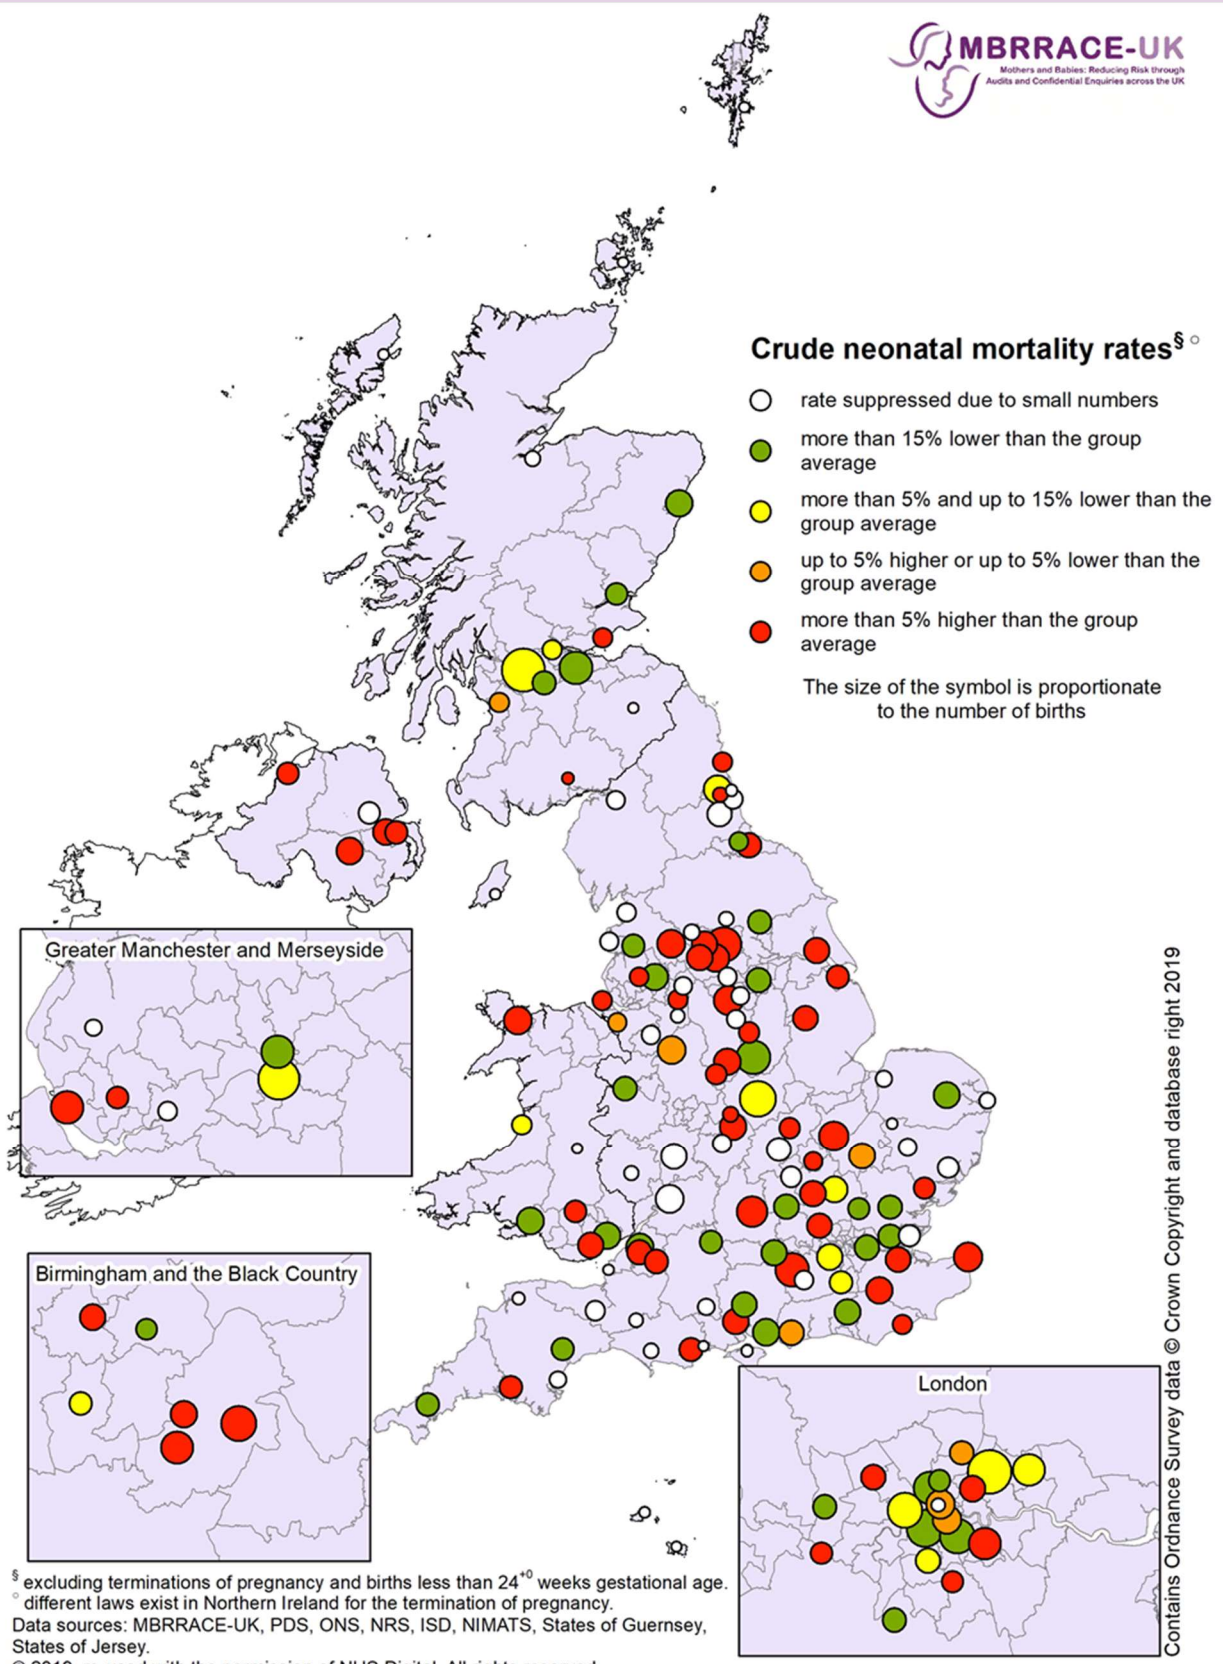 MBRRACE-UK
Mothers and Babies: Reducing Risk through
Audits and Confidential Enquiries across the UK
Crude neonatal mortality rates§ °
rate suppressed due to small numbers
more than 15% lower than the group
average
more than 5% and up to 15% lower than the
group average
up to 5% higher or up to 5% lower than the
group average
more than 5% higher than the group
average
The size of the symbol is proportionate
to the number of births
Greater Manchester and Merseyside
Birmingham and the Black Country
London
Contains Ordnance Survey data © Crown Copyright and database right 2019
§ excluding terminations of pregnancy and births less than 24+0 weeks gestational age.
° different laws exist in Northern Ireland for the termination of pregnancy.
Data sources: MBRRACE-UK, PDS, ONS, NRS, ISD, NIMATS, States of Guernsey,
States of Jersey.